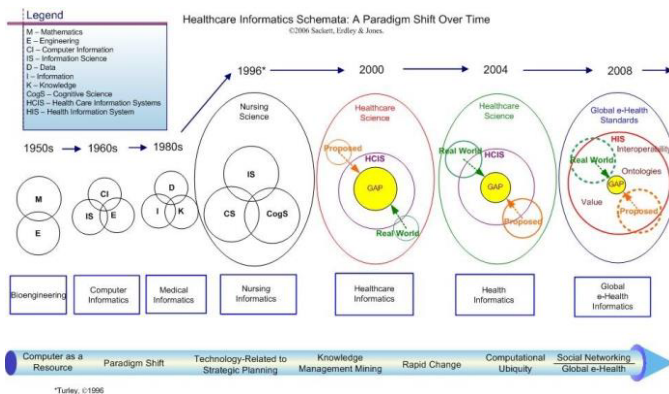 Legend
M – Mathematics
E – Engineering
CI – Computer Information
IS – Information Science
D – Data
I – Information
K – Knowledge
CogS – Cognitive Science
HCIS – Health Care Information Systems
HIS – Health Information System
Healthcare Informatics Schemata: A Paradigm Shift Over Time
©2006 Sackett, Erdley & Jones.
1950s
1960s
1980s
1996*
2000
2004
2008
M
E
CI
IS
E
D
I
K
Nursing
Science
IS
CS
CogS
Healthcare
Science
Proposed
HCIS
GAP
Real World
Healthcare
Science
Real World
HCIS
GAP
Proposed
Global e-Health
Standards
HIS
Interoperability
Real World
Ontologies
GAP
Value
Proposed
Bioengineering
Computer
Informatics
Medical
Informatics
Nursing
Informatics
Healthcare
Informatics
Health
Informatics
Global
e-Health
Informatics
Computer as a
Resource
Paradigm Shift
Technology-Related to
Strategic Planning
Knowledge
Management Mining
Rapid Change
Computational
Ubiquity
Social Networking
Global e-Health
*Turley, ©1996